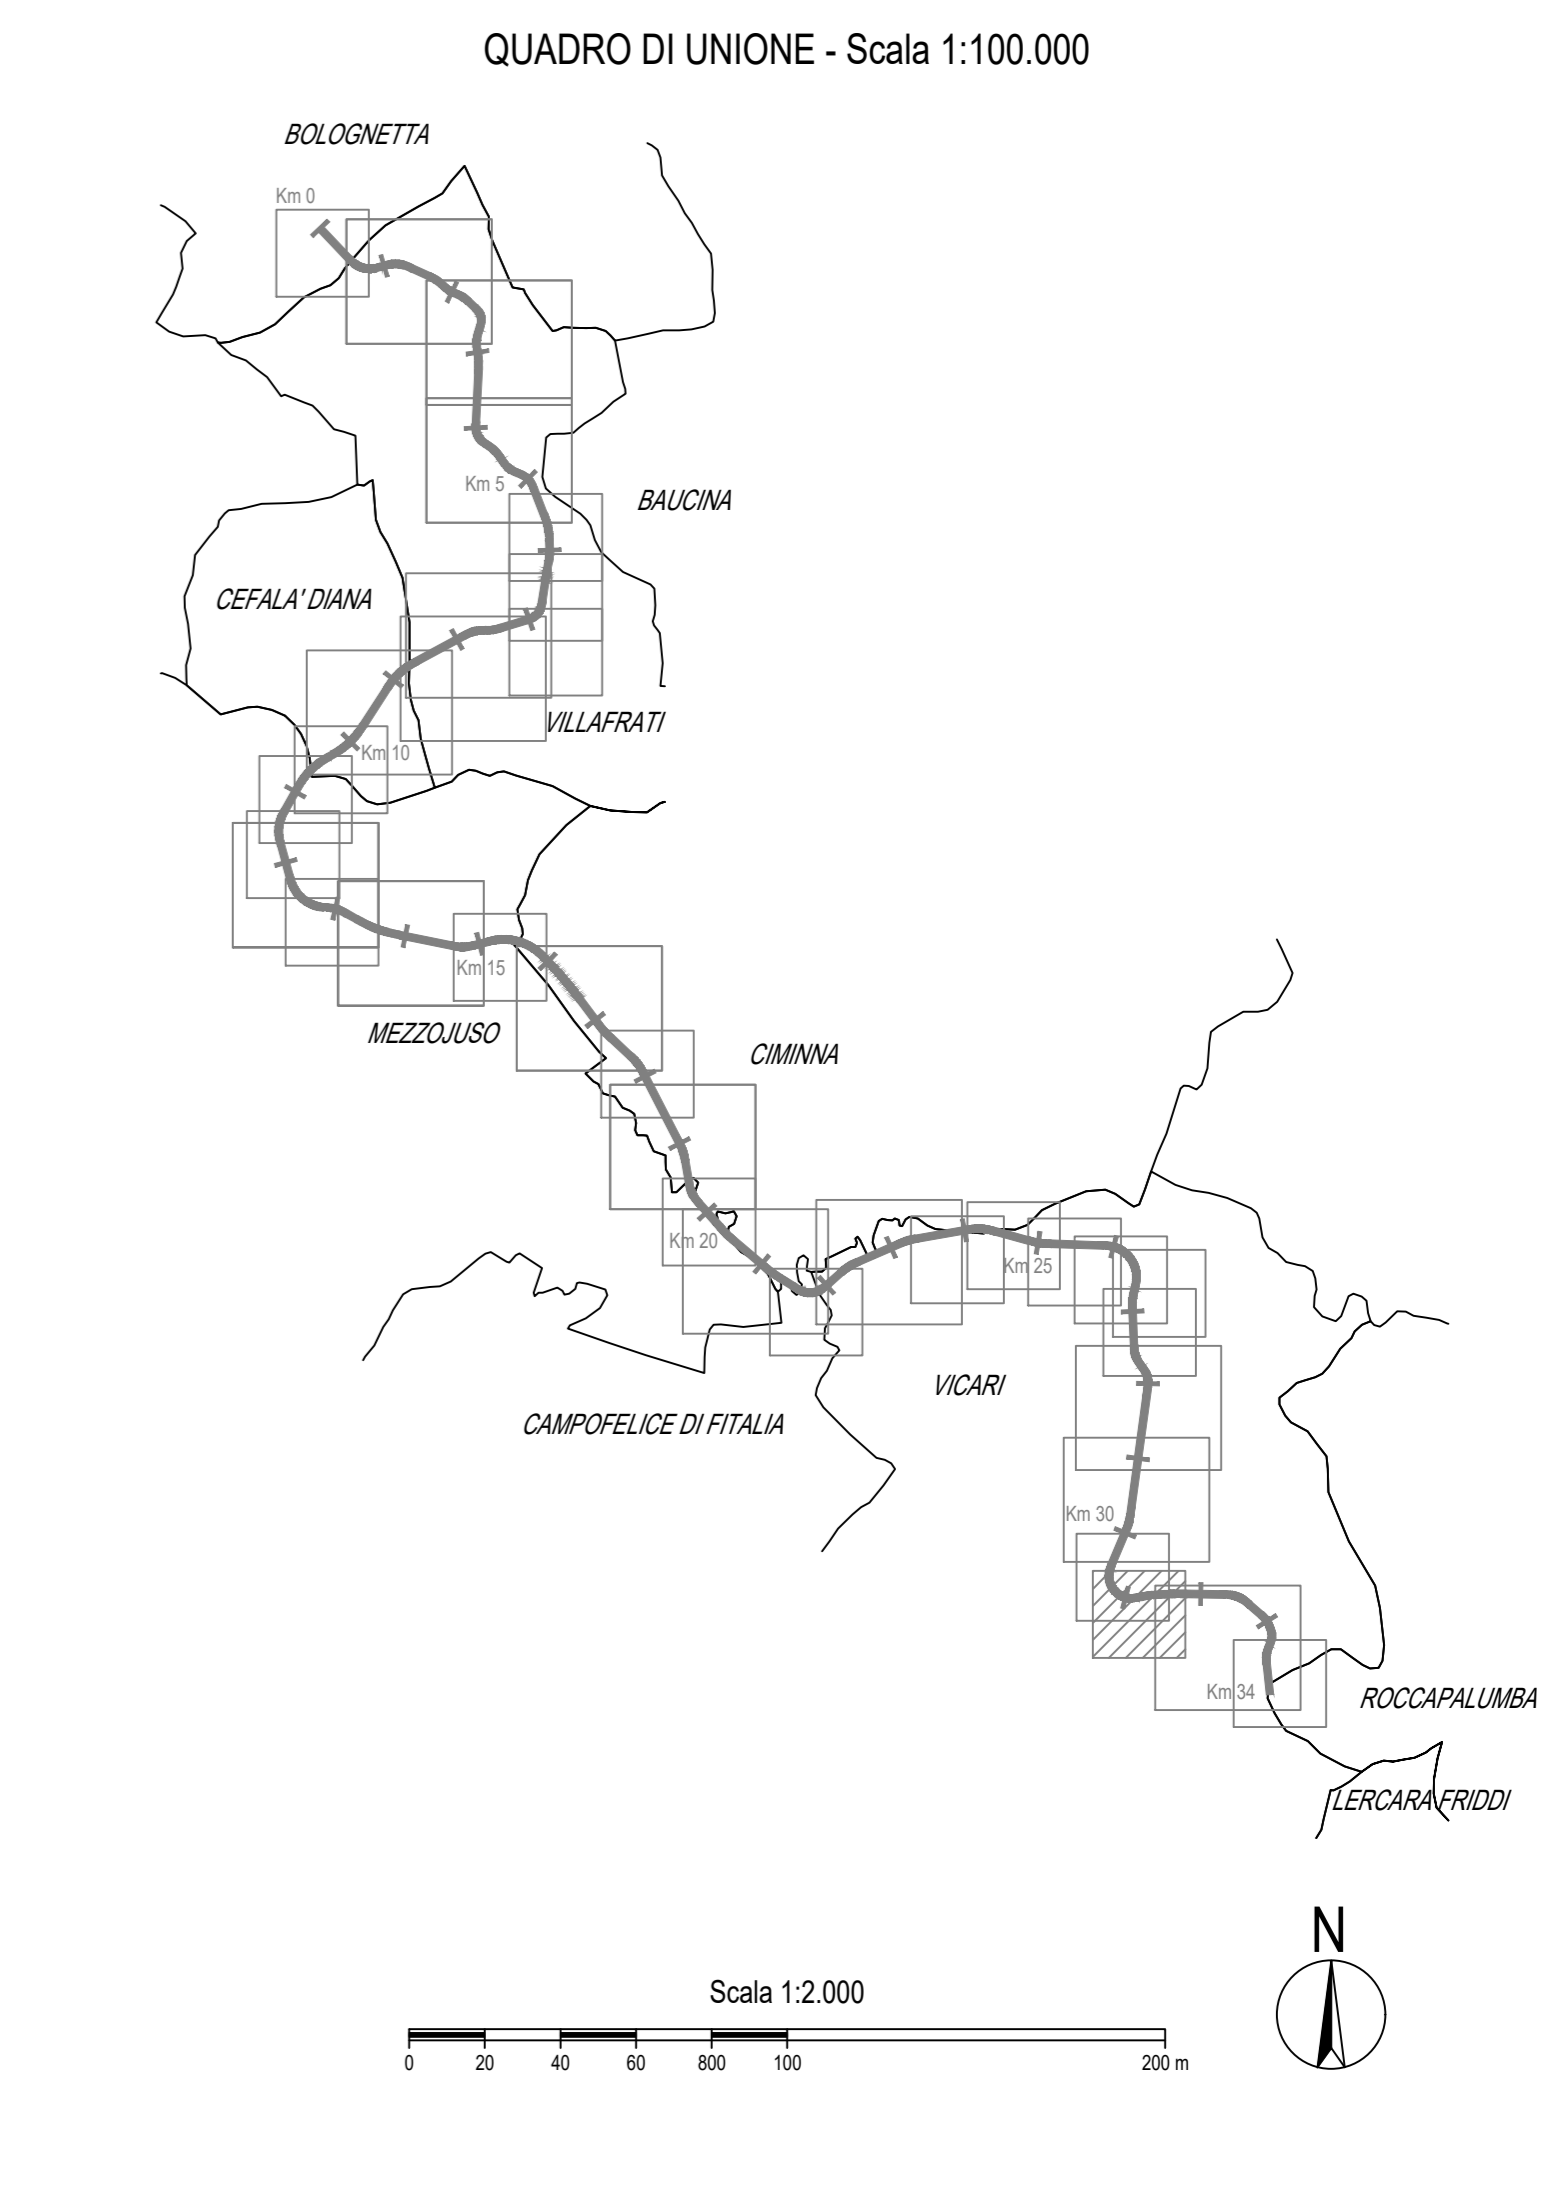 QUADRO DI UNIONE - Scala 1:100.000
BOLOGNETTA
Km 0
Km 5
BAUCINA
CEFALA' DIANA
VILLAFRATI
Km 10
Km 15
MEZZOJUSO
CIMINNA
Km 20
Km 25
VICARI
CAMPOFELICE DI FITALIA
Km 30
Km 34
ROCCAPALUMBA
LERCARA FRIDDI
N
Scala 1:2.000
0 20 40 60 800 100 200 m